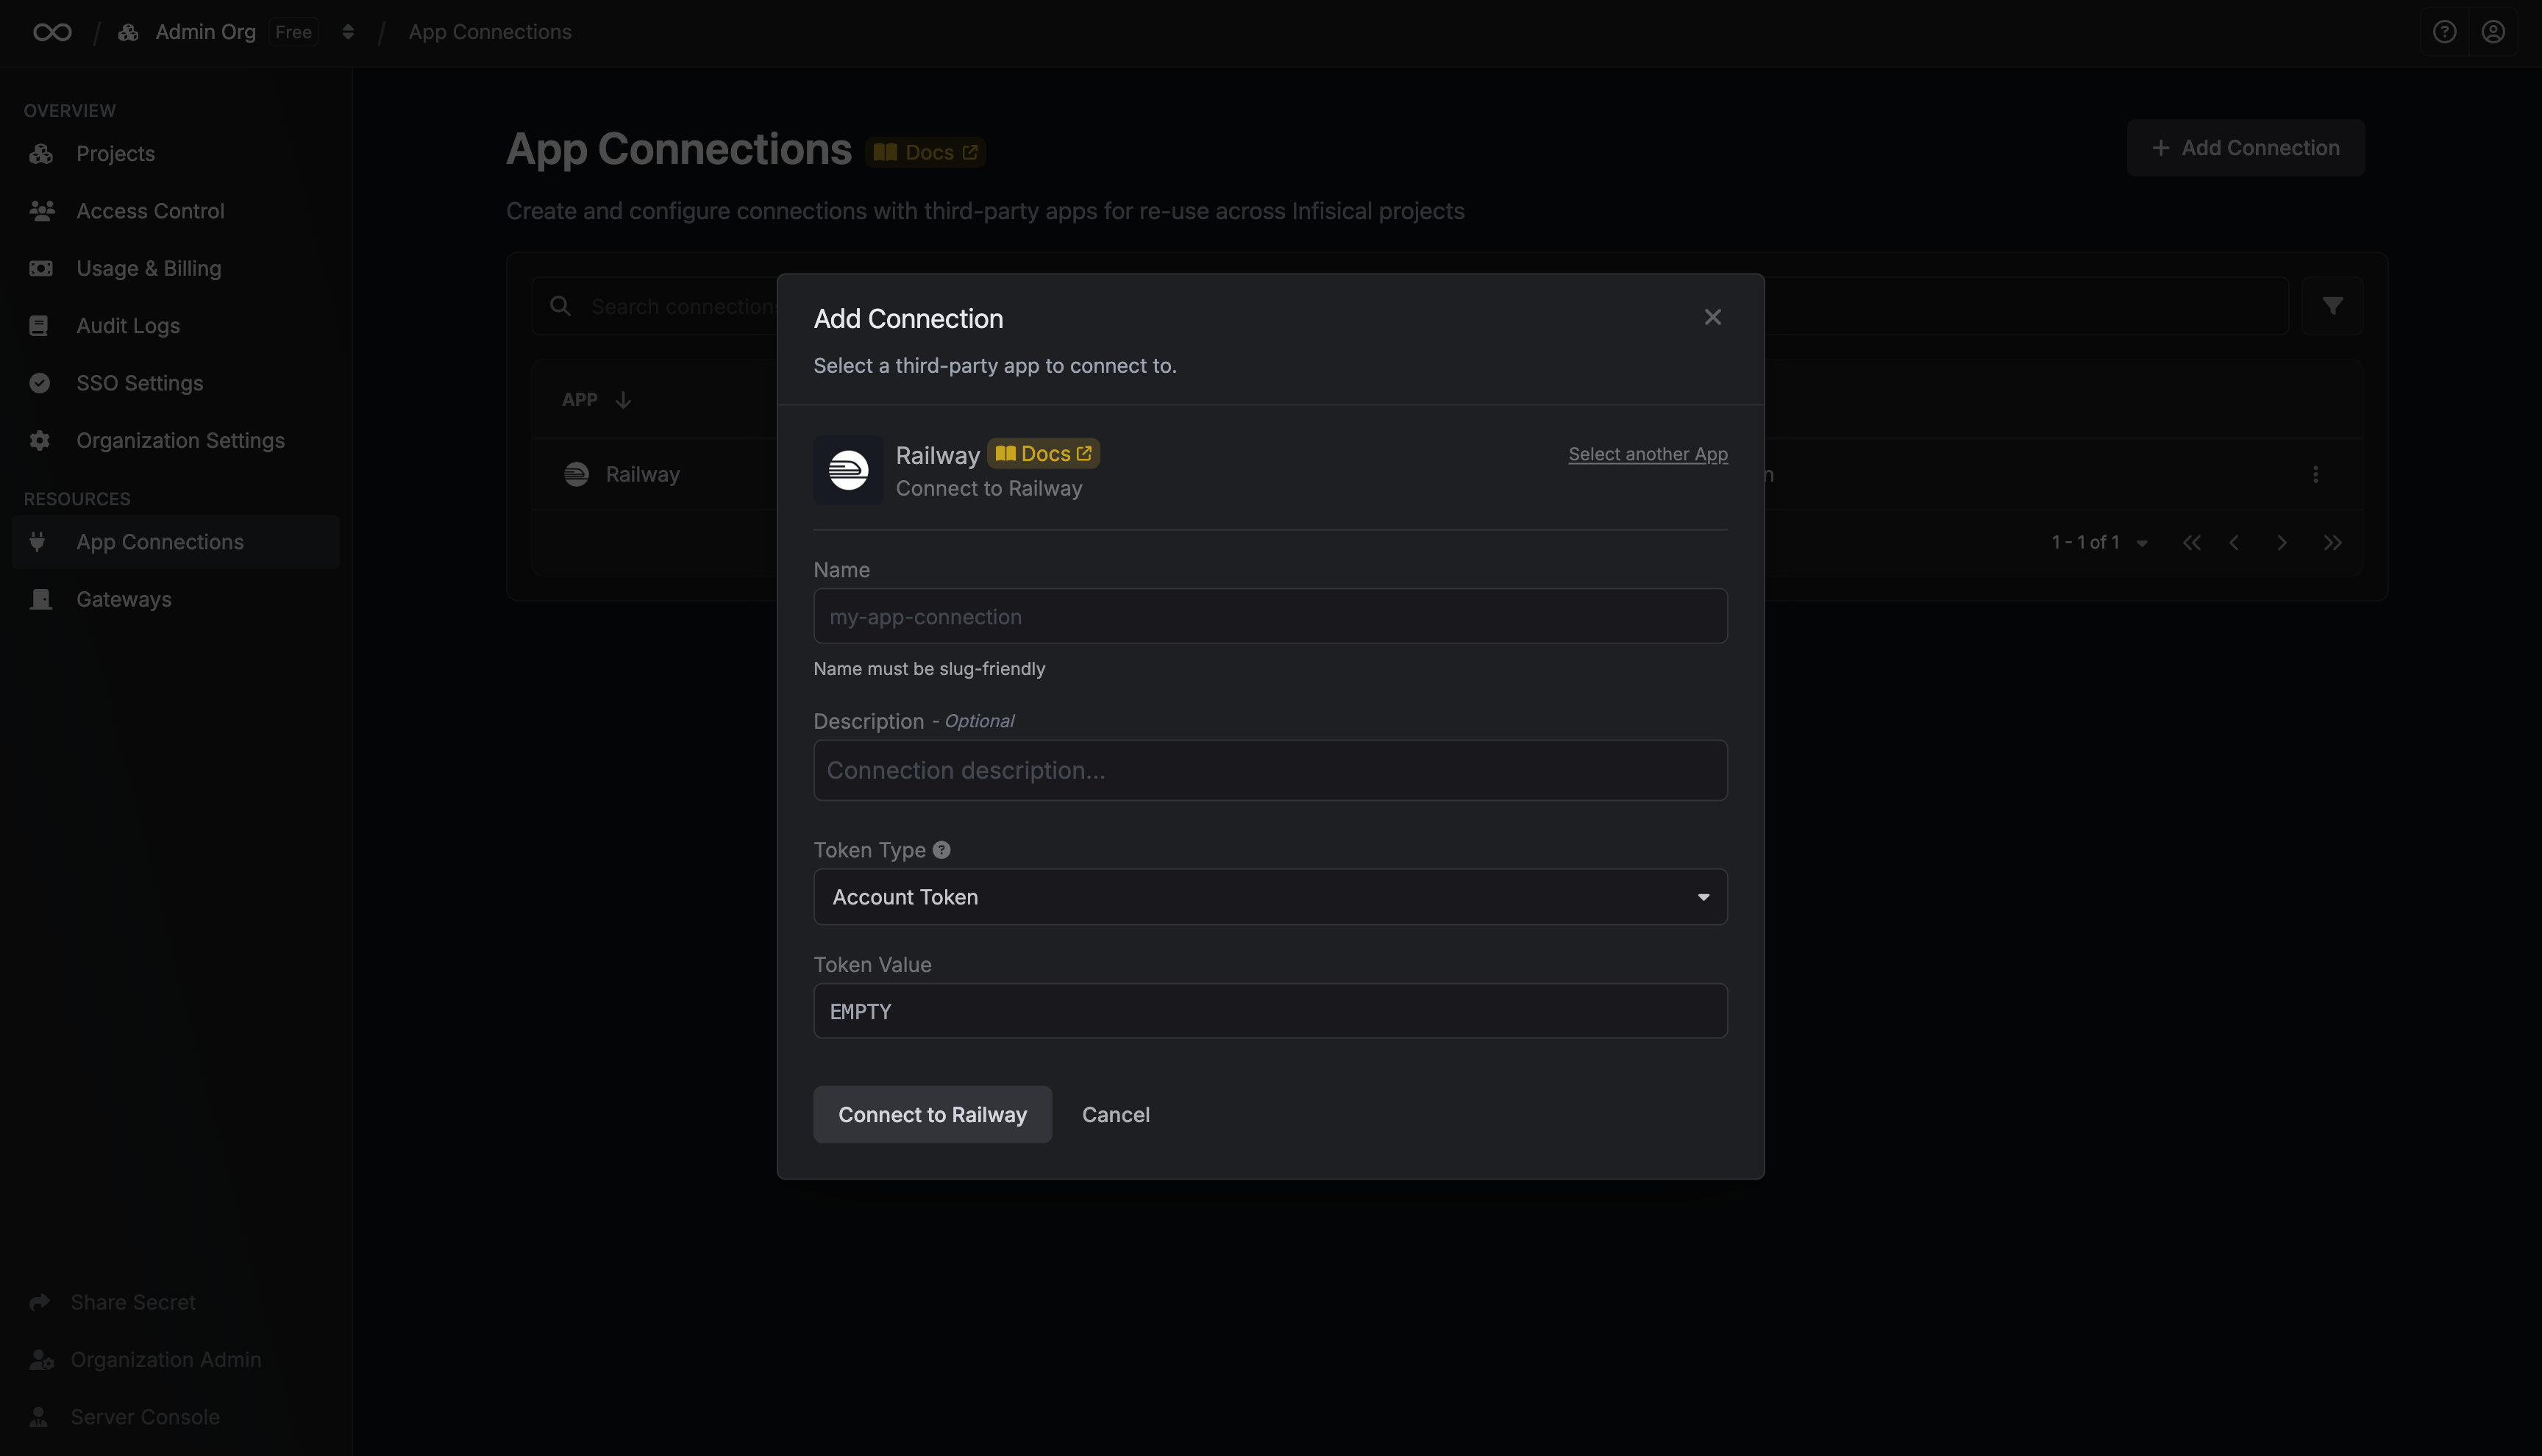 Admin Org Free / App Connections
OVERVIEW
Projects
Access Control
Usage & Billing
Audit Logs
SSO Settings
Organization Settings
RESOURCES
App Connections
Gateways
Share Secret
Organization Admin
Server Console
App Connections Docs
+ Add Connection
Create and configure connections with third-party apps for re-use across Infisical projects
Search connection
APP
Railway
1 - 1 of 1
Add Connection
Select a third-party app to connect to.
Railway Docs
Select another App
Connect to Railway
Name
my-app-connection
Name must be slug-friendly
Description - Optional
Connection description...
Token Type
Account Token
Token Value
EMPTY
Connect to Railway
Cancel